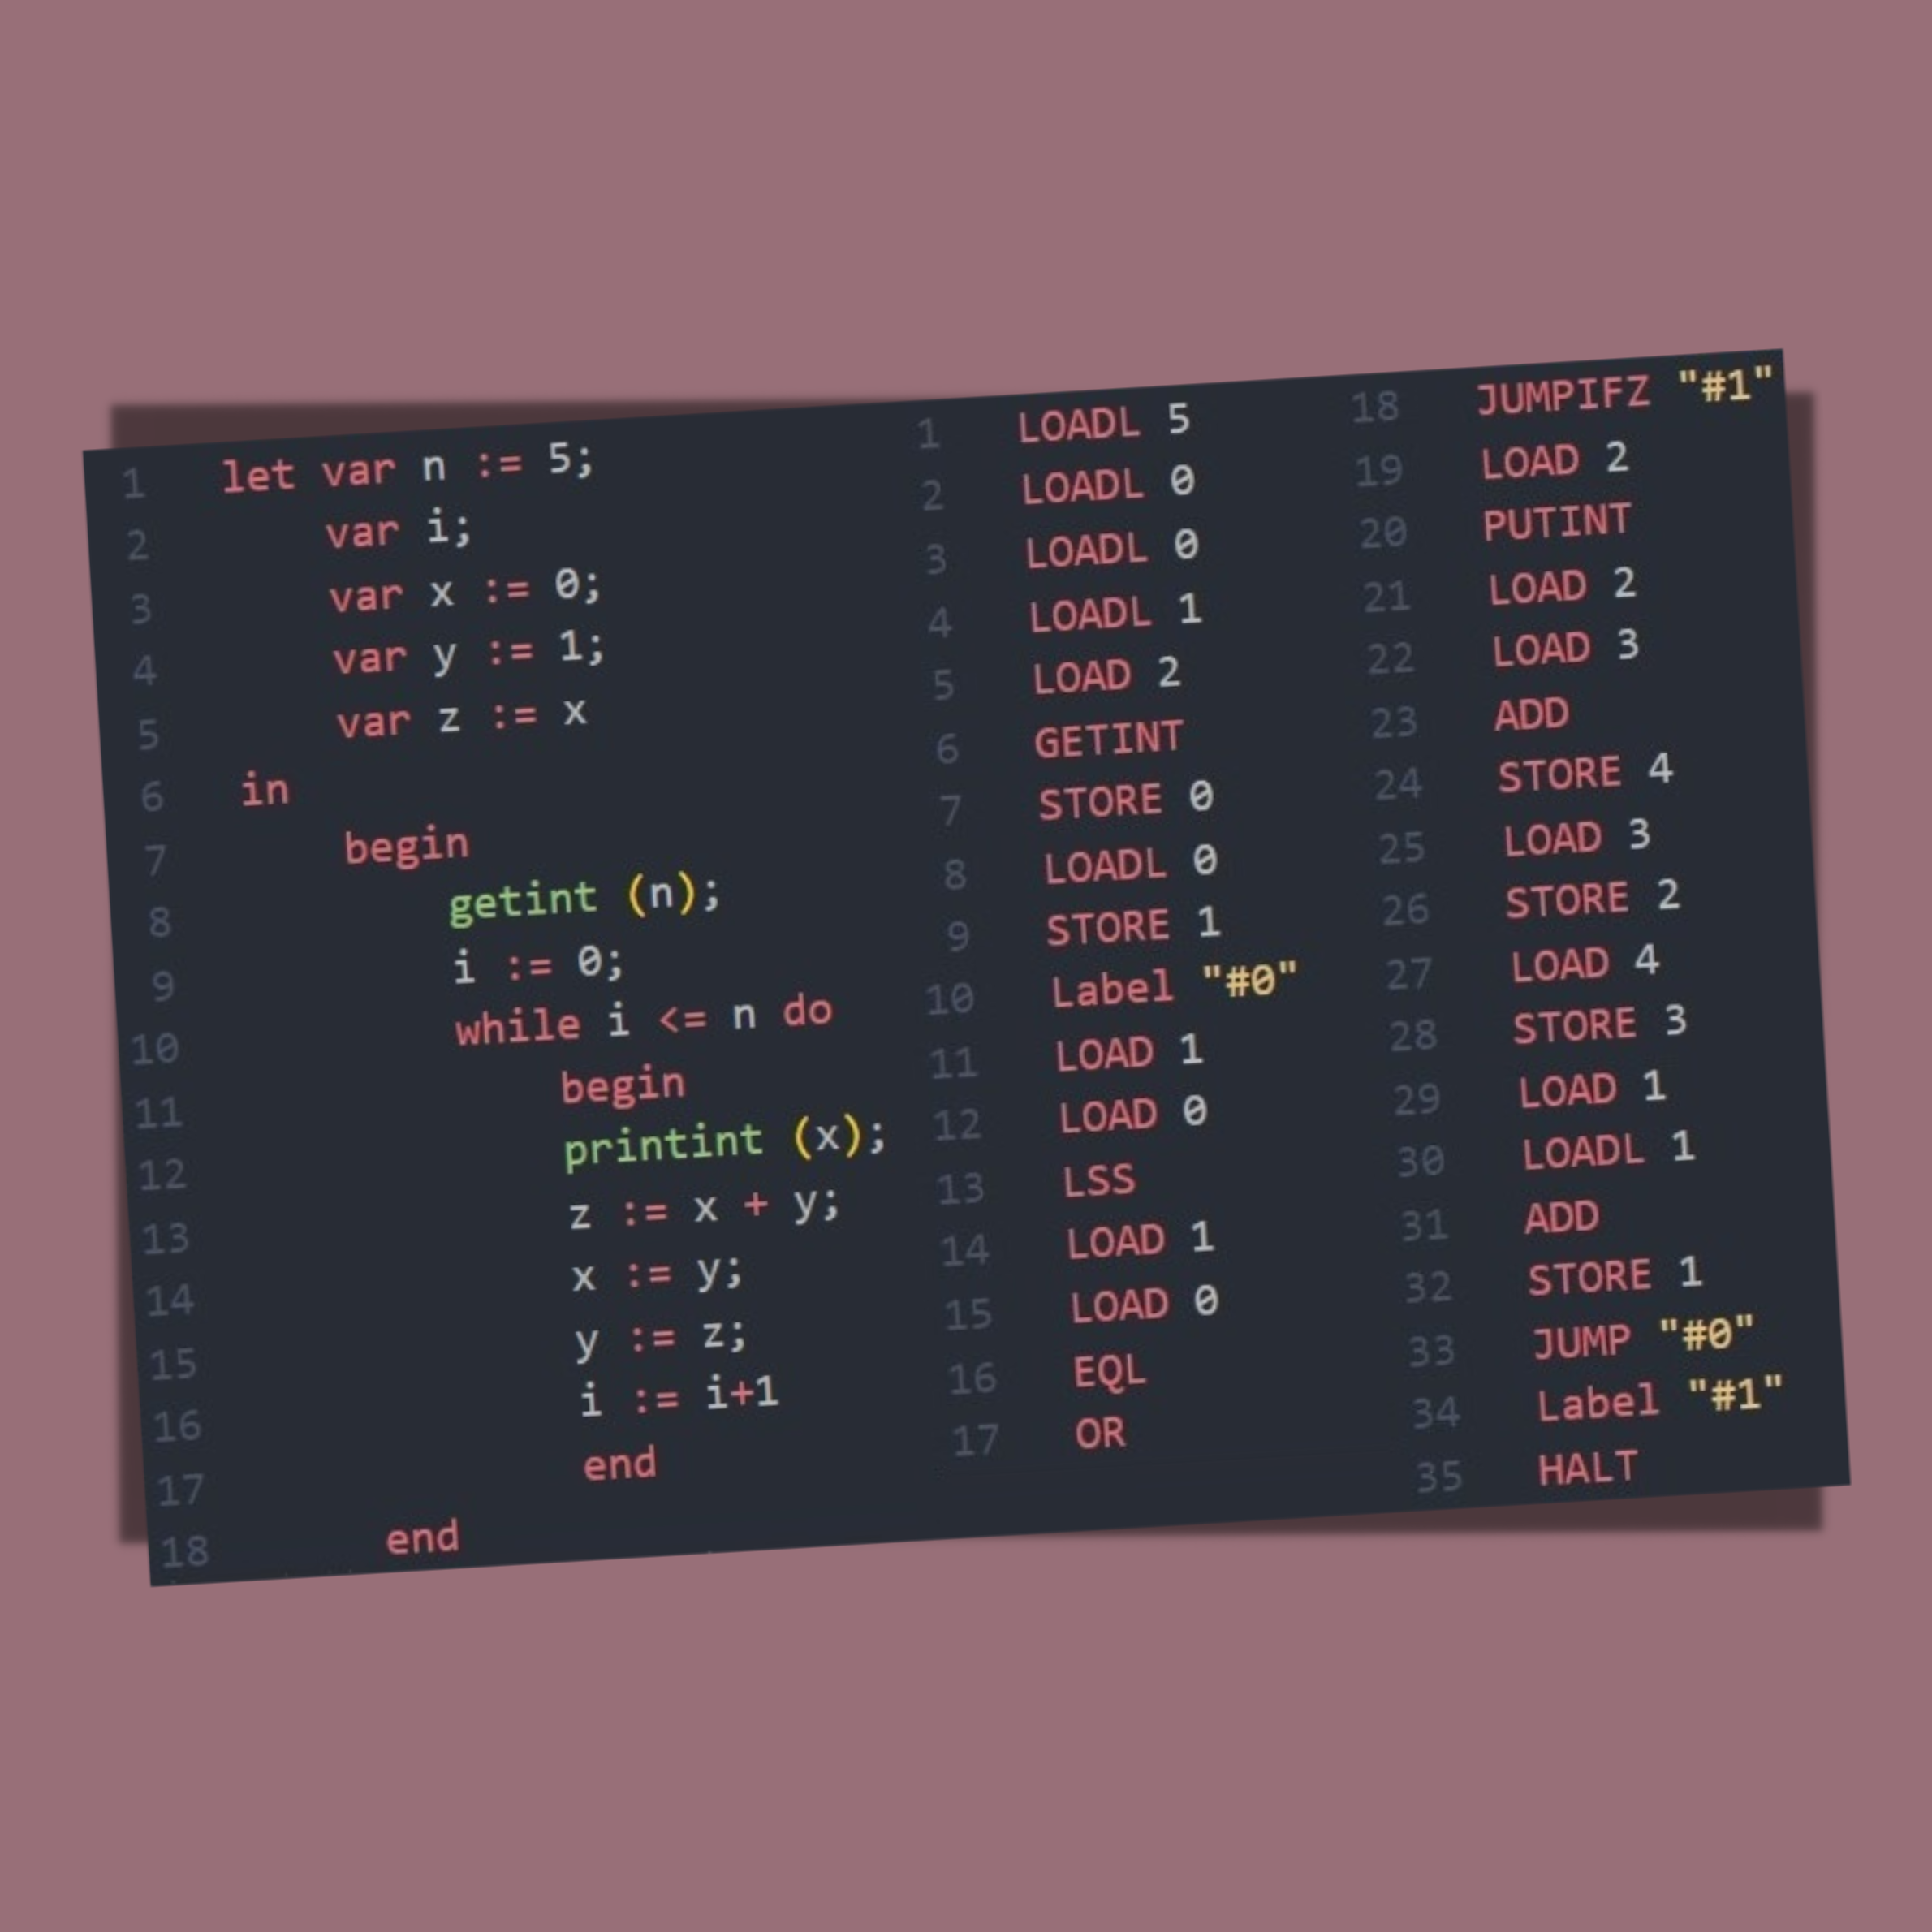 1 let var n := 5;
2 var i;
3 var x := 0;
4 var y := 1;
5 var z := x
6 in
7 begin
8 getint (n);
9 i := 0;
10 while i <= n do
11 begin
12 printint (x);
13 z := x + y;
14 x := y;
15 y := z;
16 i := i+1
17 end
18 end
1 LOADL 5
2 LOADL 0
3 LOADL 0
4 LOADL 1
5 LOAD 2
6 GETINT
7 STORE 0
8 LOADL 0
9 STORE 1
10 Label "#0"
11 LOAD 1
12 LOAD 0
13 LSS
14 LOAD 1
15 LOAD 0
16 EQL
17 OR
18 JUMPIFZ "#1"
19 LOAD 2
20 PUTINT
21 LOAD 2
22 LOAD 3
23 ADD
24 STORE 4
25 LOAD 3
26 STORE 2
27 LOAD 4
28 STORE 3
29 LOAD 1
30 LOADL 1
31 ADD
32 STORE 1
33 JUMP "#0"
34 Label "#1"
35 HALT